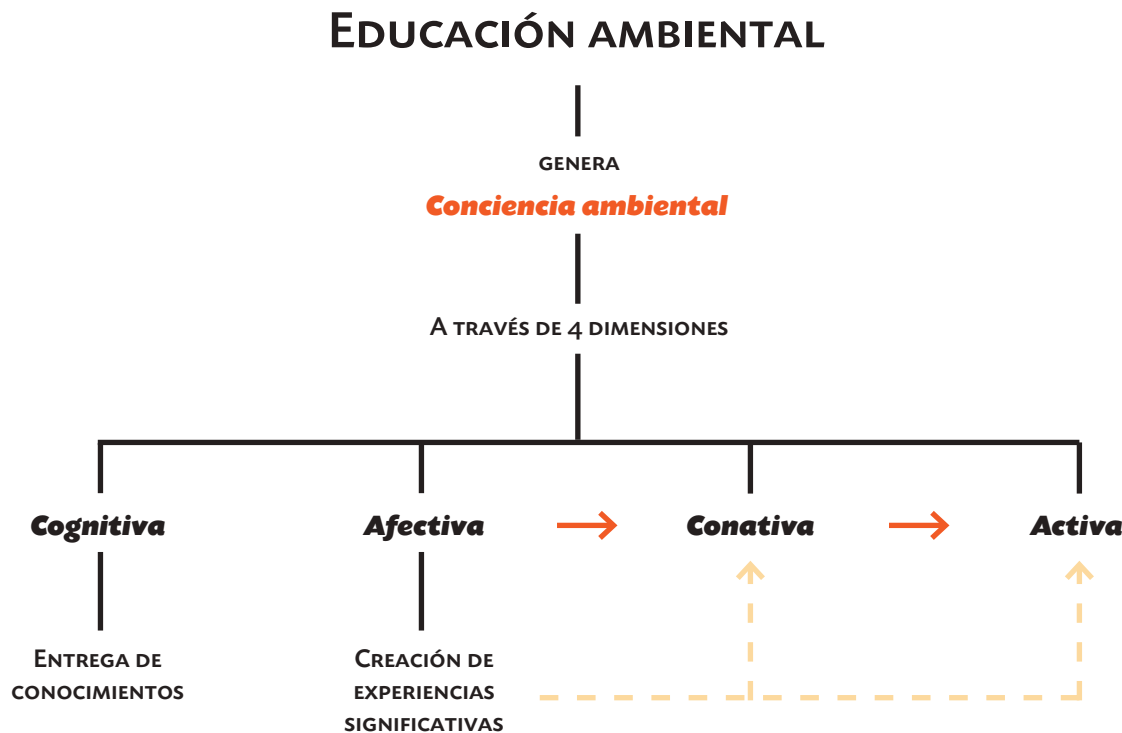 EDUCACIÓN AMBIENTAL
GENERA
Conciencia ambiental
A TRAVÉS DE 4 DIMENSIONES
Cognitiva
Afectiva
Conativa
Activa
ENTREGA DE
CONOCIMIENTOS
CREACIÓN DE
EXPERIENCIAS
SIGNIFICATIVAS